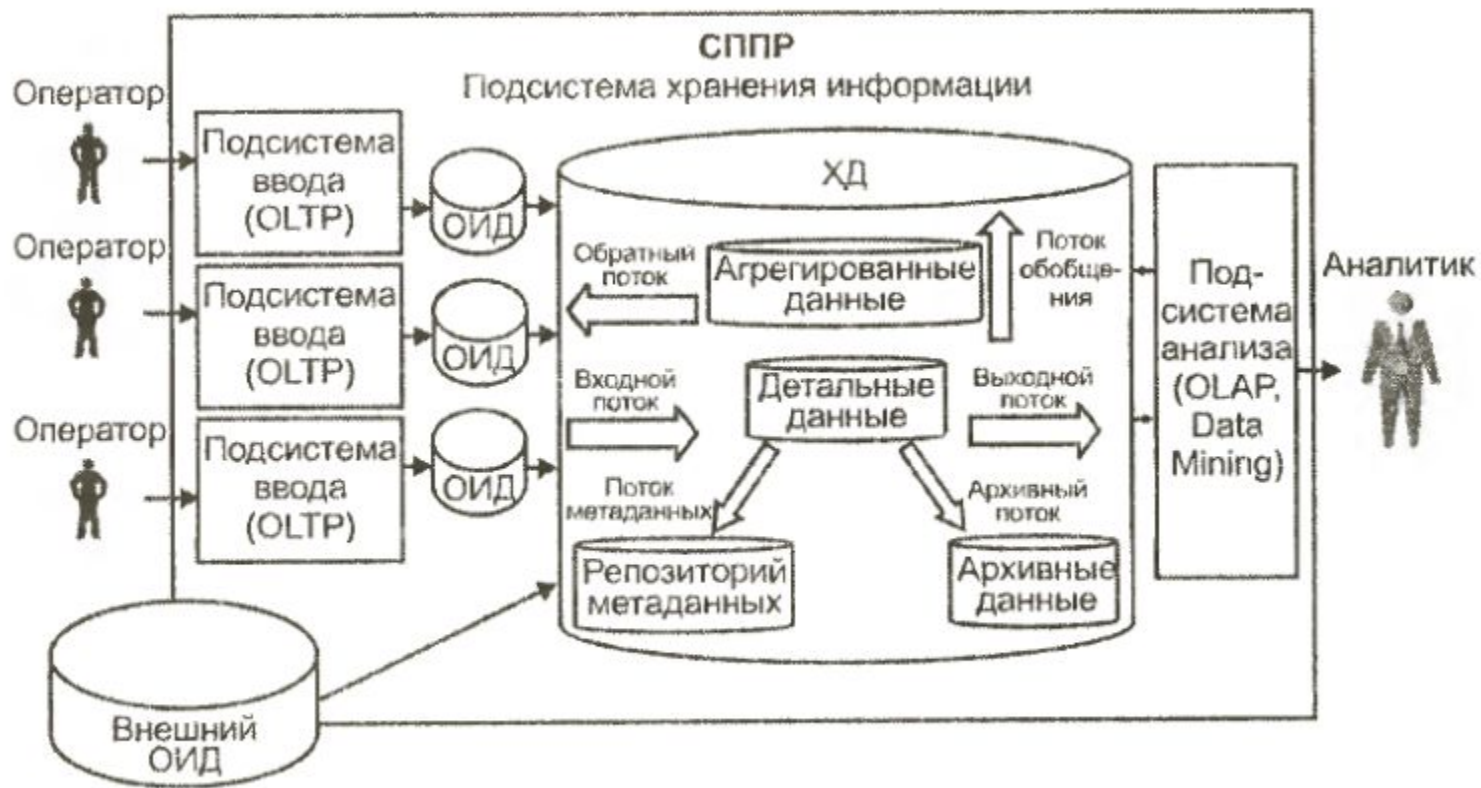 СППР
Подсистема хранения информации
Оператор
Подсистема
ввода
(OLTP)
ОИД
Оператор
Подсистема
ввода
(OLTP)
ОИД
Оператор
Подсистема
ввода
(OLTP)
ОИД
Внешний
ОИД
ХД
Обратный
поток
Агрегированные
данные
Поток
обобще-
ния
Входной
поток
Детальные
данные
Выходной
поток
Поток
метаданных
Архивный
поток
Репозиторий
метаданных
Архивные
данные
Под-
система
анализа
(OLAP,
Data
Mining)
Аналитик